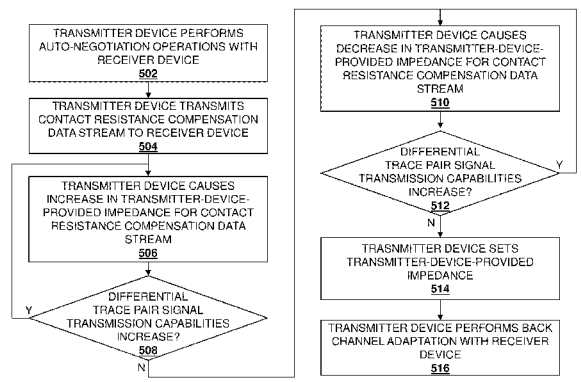 TRANSMITTER DEVICE PERFORMS
AUTO-NEGOTIATION OPERATIONS WITH
RECEIVER DEVICE
502
TRANSMITTER DEVICE TRANSMITS
CONTACT RESISTANCE COMPENSATION
DATA STREAM TO RECEIVER DEVICE
504
TRANSMITTER DEVICE CAUSES
INCREASE IN TRANSMITTER-DEVICE-
PROVIDED IMPEDANCE FOR CONTACT
RESISTANCE COMPENSATION DATA
STREAM
506
DIFFERENTIAL
TRACE PAIR SIGNAL
TRANSMISSION CAPABILITIES
INCREASE?
508
Y
N
TRANSMITTER DEVICE CAUSES
DECREASE IN TRANSMITTER-DEVICE-
PROVIDED IMPEDANCE FOR CONTACT
RESISTANCE COMPENSATION DATA
STREAM
510
DIFFERENTIAL
TRACE PAIR SIGNAL
TRANSMISSION CAPABILITIES
INCREASE?
512
Y
N
TRASNMITTER DEVICE SETS
TRANSMITTER-DEVICE-PROVIDED
IMPEDANCE
514
TRANSMITTER DEVICE PERFORMS BACK
CHANNEL ADAPTATION WITH RECEIVER
DEVICE
516